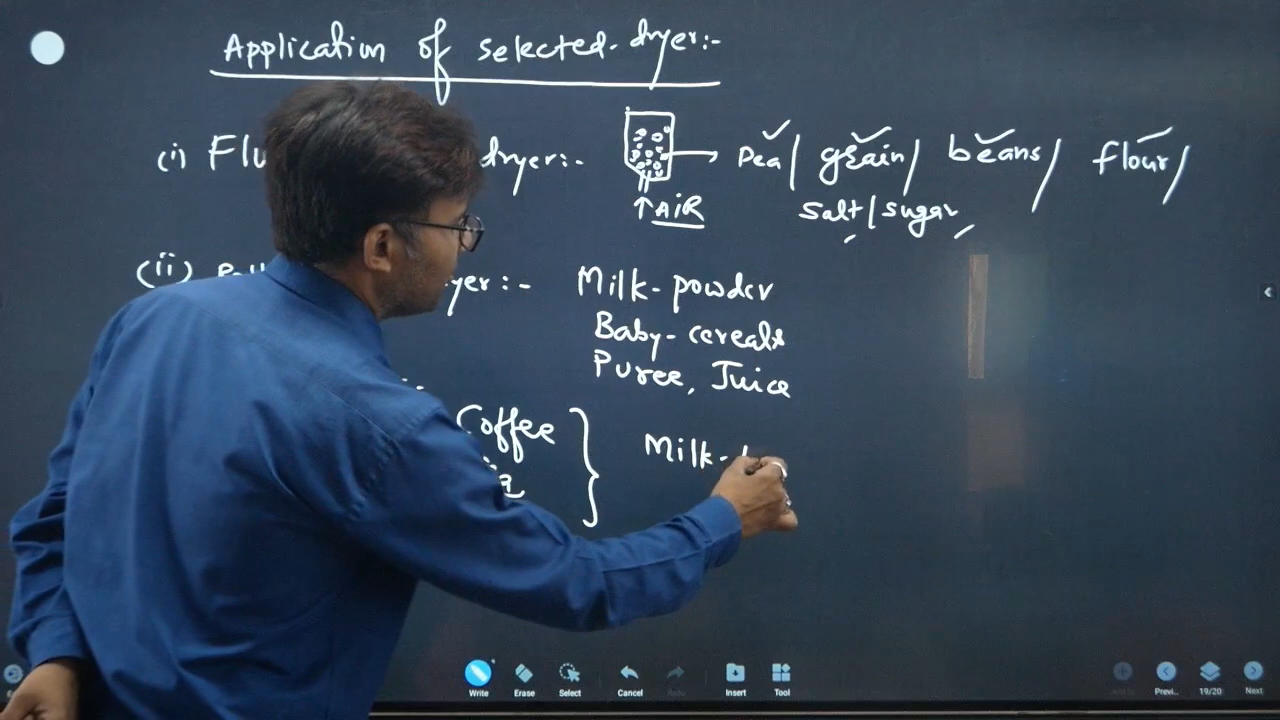 Application of selected dryer:-
(i) Flu dryer:- Pea/ grain/ beans/ flour/
↑ AIR salt/sugar
(ii) yer:- Milk-powder
Baby-cereals
Puree, Juice
Coffee } Milk-
Write Erase Select Cancel Redo Insert Tool Previ.. 19/20 Next